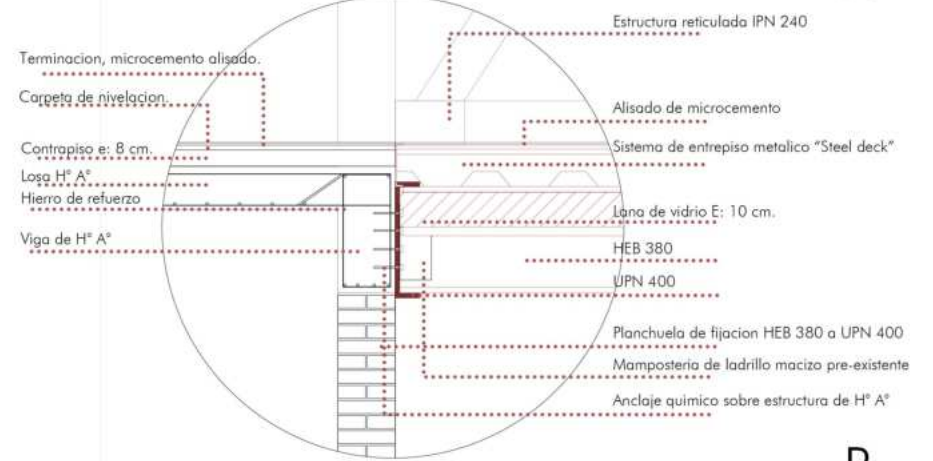 Terminacion, microcemento alisado.
Carpeta de nivelacion.
Contrapiso e: 8 cm.
Losa H° A°
Hierro de refuerzo
Viga de H° A°
Estructura reticulada IPN 240
Alisado de microcemento
Sistema de entrepiso metalico "Steel deck"
Lana de vidrio E: 10 cm.
HEB 380
UPN 400
Planchuela de fijacion HEB 380 a UPN 400
Mamposteria de ladrillo macizo pre-existente
Anclaje quimico sobre estructura de H° A°